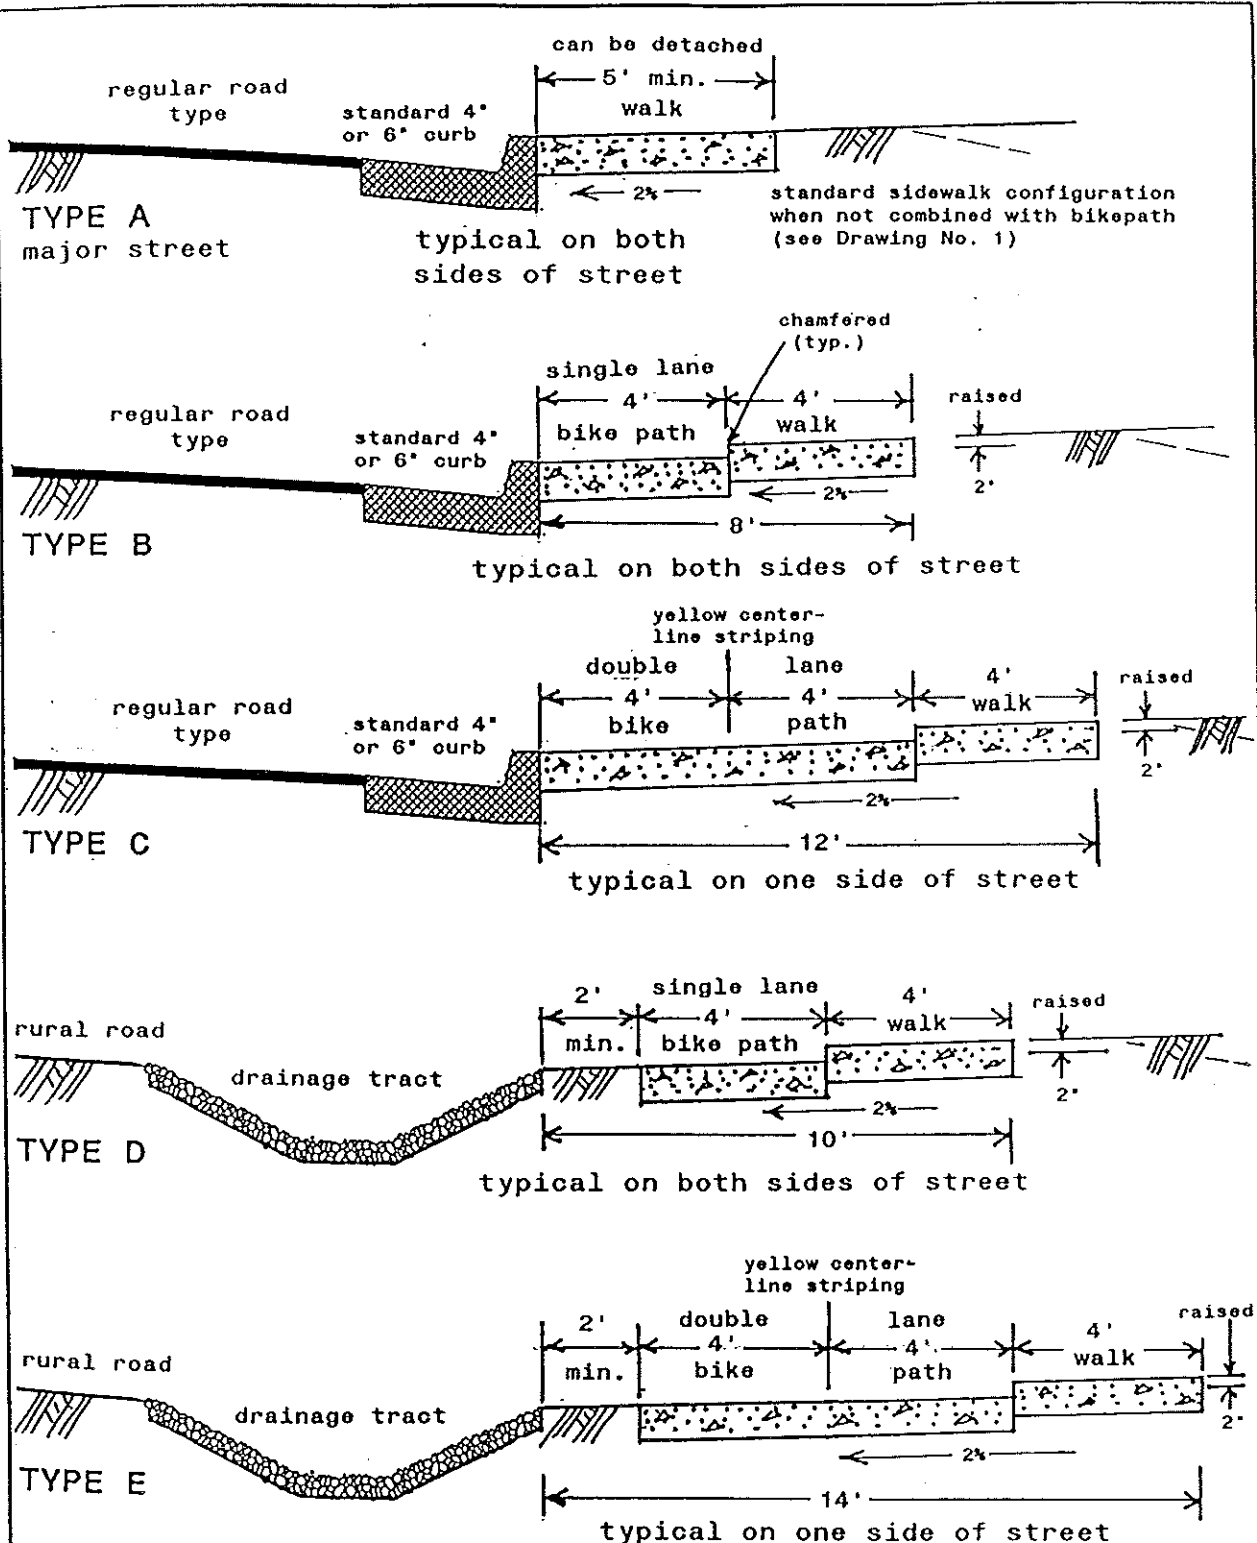 can be detached
5' min.
walk
regular road
type
standard 4"
or 6" curb
2%
TYPE A
major street
typical on both
sides of street
standard sidewalk configuration
when not combined with bikepath
(see Drawing No. 1)
chamfered
(typ.)
single lane
4'
4'
bike path
walk
raised
regular road
type
standard 4"
or 6" curb
2%
2"
8'
TYPE B
typical on both sides of street
yellow center-
line striping
double
lane
4'
4'
4'
bike
path
walk
raised
regular road
type
standard 4"
or 6" curb
2"
2%
TYPE C
12'
typical on one side of street
2'
single lane
4'
4'
min.
bike path
walk
raised
rural road
drainage tract
2"
2%
TYPE D
10'
typical on both sides of street
yellow center-
line striping
2'
double
lane
4'
4'
4'
min.
bike
path
walk
raised
rural road
drainage tract
2"
2%
TYPE E
14'
typical on one side of street